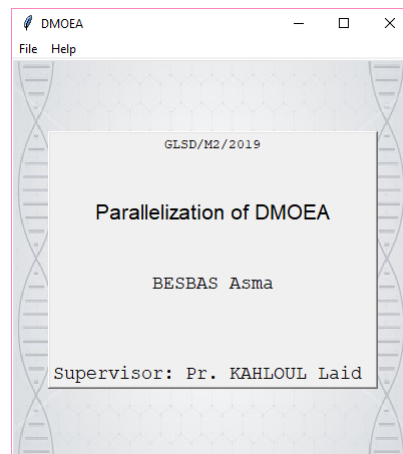 DMOEA
File Help
GLSD/M2/2019
Parallelization of DMOEA
BESBAS Asma
Supervisor: Pr. KAHLOUL Laid